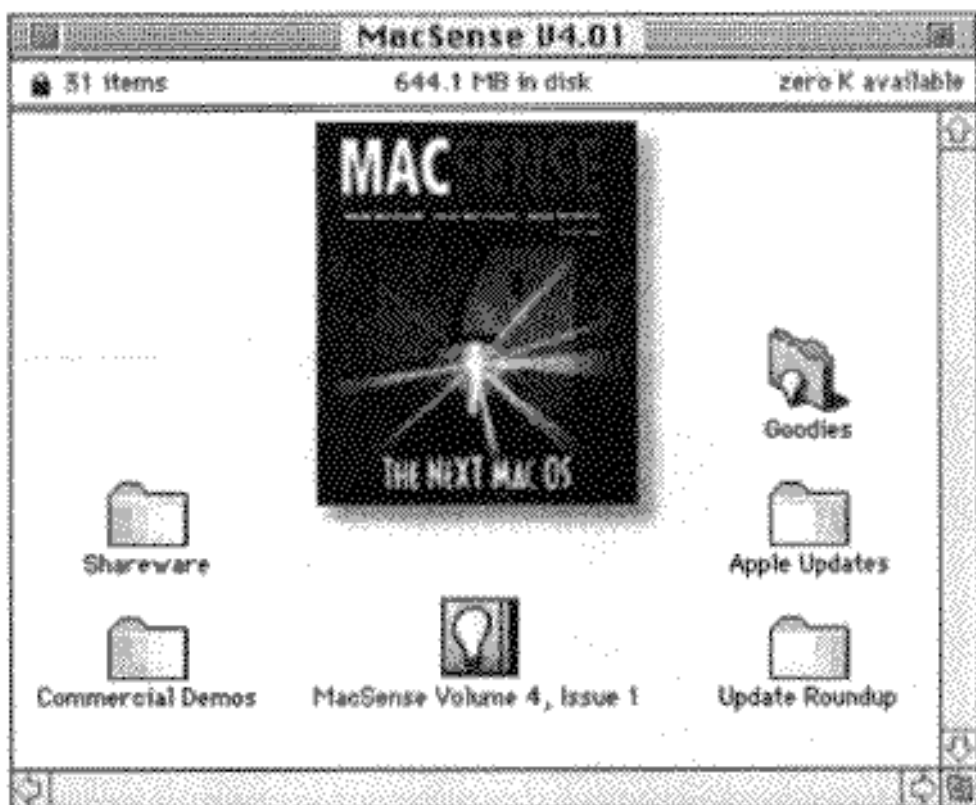 MacSense V4.01
31 items 644.1 MB in disk zero K available
MACSENSE
THE NEXT MAC OS
Goodies
Shareware
Apple Updates
Commercial Demos
MacSense Volume 4, Issue 1
Update Roundup